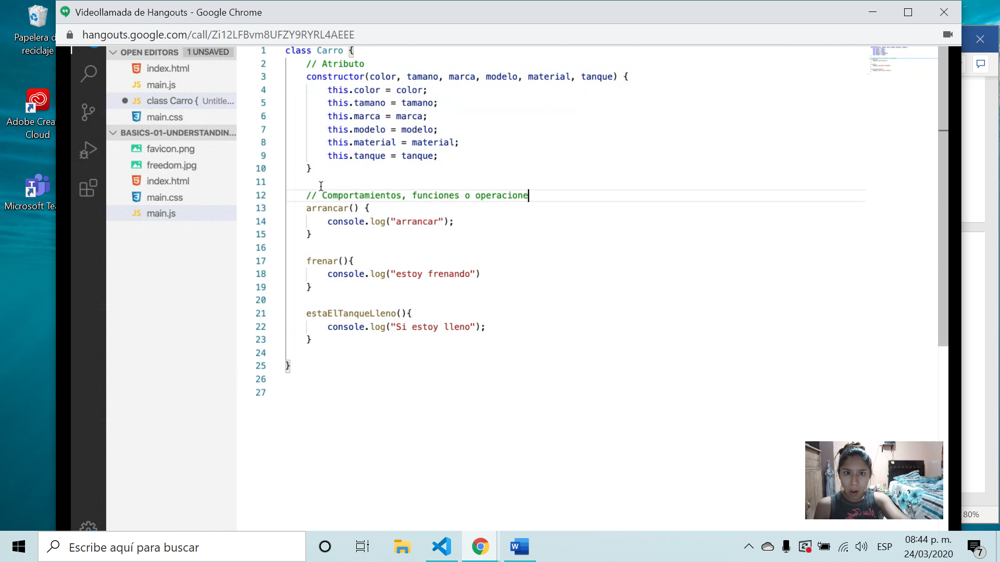 Videollamada de Hangouts - Google Chrome
hangouts.google.com/call/Zi12LFBvm8UFZY9RYRL4AEEE
Papelera d
reciclaje
Adobe Crea
Cloud
Microsoft Tea
OPEN EDITORS 1 UNSAVED
index.html
JS main.js
JS class Carro { Untitle...
main.css
BASICS-01-UNDERSTANDIN...
favicon.png
freedom.jpg
index.html
main.css
JS main.js
1 class Carro {
2 // Atributo
3 constructor(color, tamano, marca, modelo, material, tanque) {
4 this.color = color;
5 this.tamano = tamano;
6 this.marca = marca;
7 this.modelo = modelo;
8 this.material = material;
9 this.tanque = tanque;
10 }
11
12 // Comportamientos, funciones o operacione
13 arrancar() {
14 console.log("arrancar");
15 }
16
17 frenar(){
18 console.log("estoy frenando")
19 }
20
21 estaElTanqueLleno(){
22 console.log("Si estoy lleno");
23 }
24
25 }
26
27
80%
Escribe aquí para buscar
ESP
08:44 p. m.
24/03/2020
7